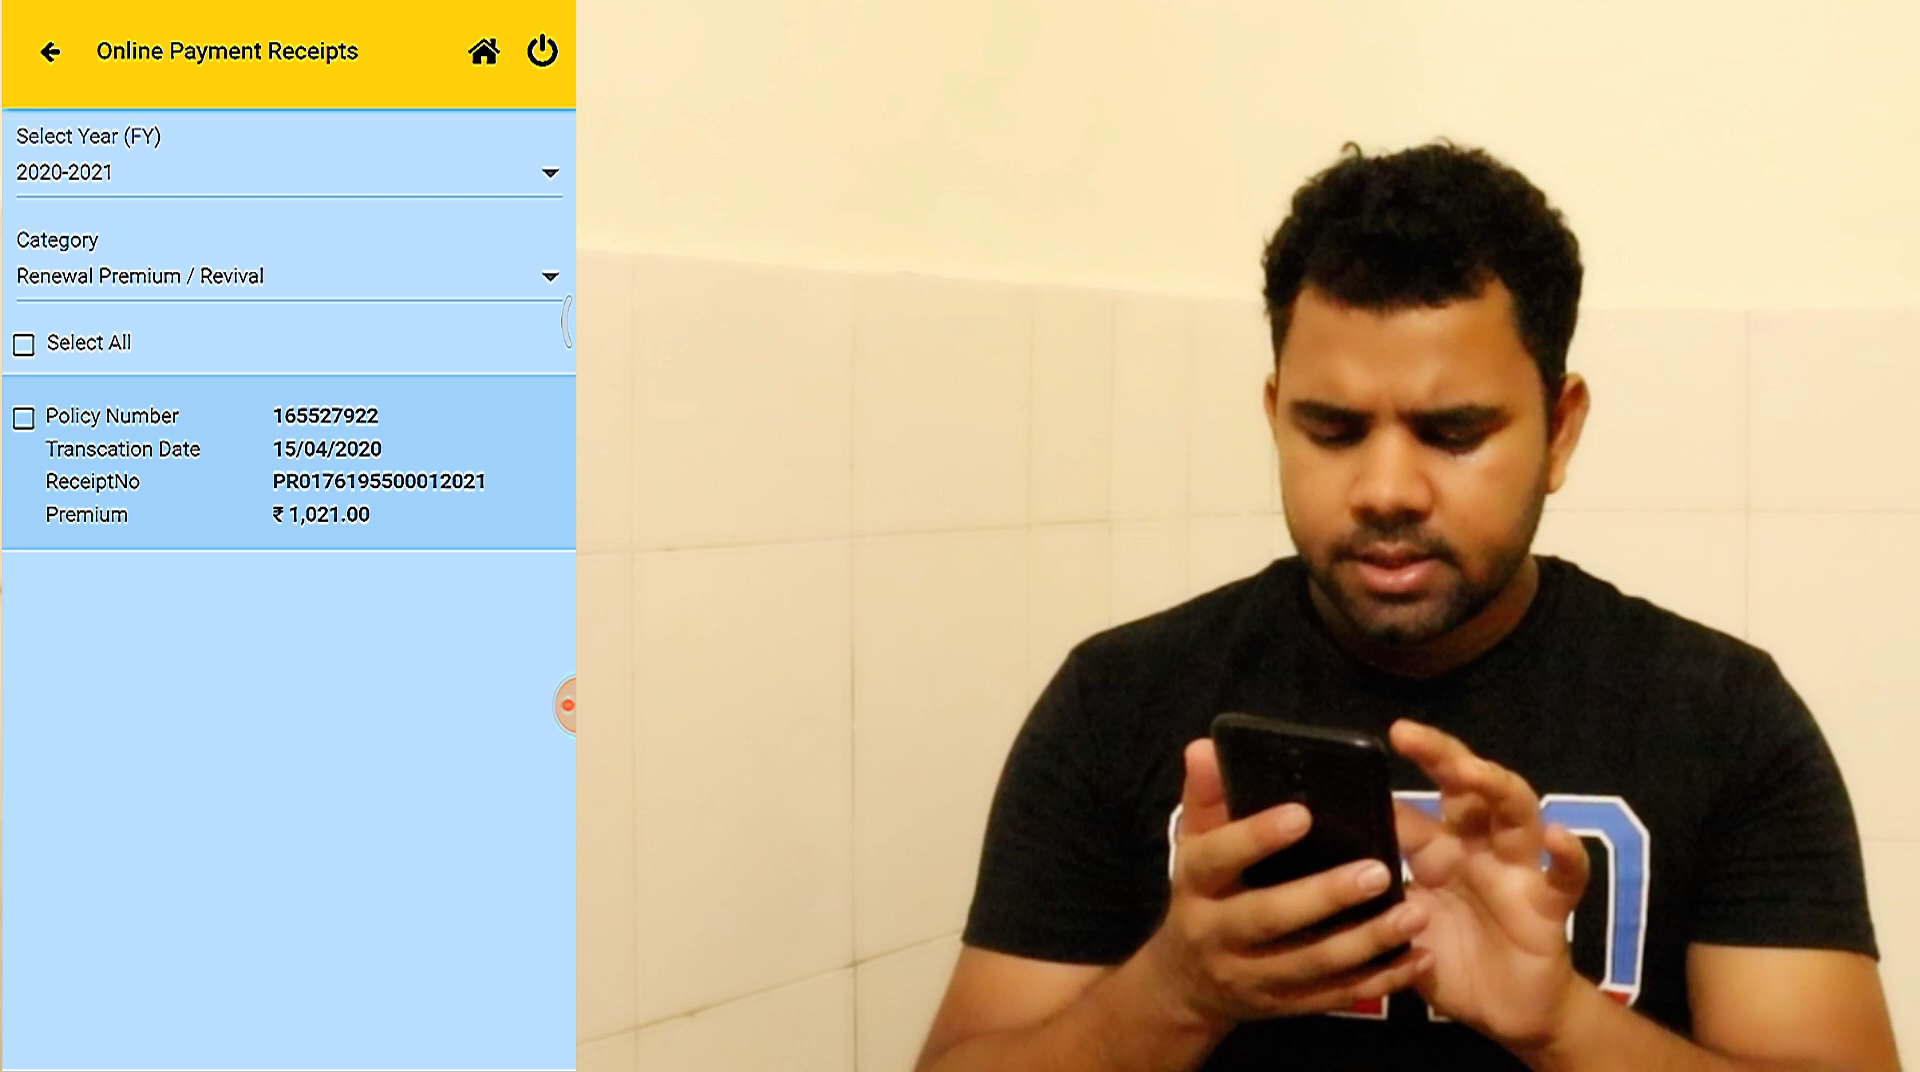 Online Payment Receipts
Select Year (FY)
2020-2021
Category
Renewal Premium / Revival
Select All
Policy Number 165527922
Transcation Date 15/04/2020
ReceiptNo PR0176195500012021
Premium ₹ 1,021.00